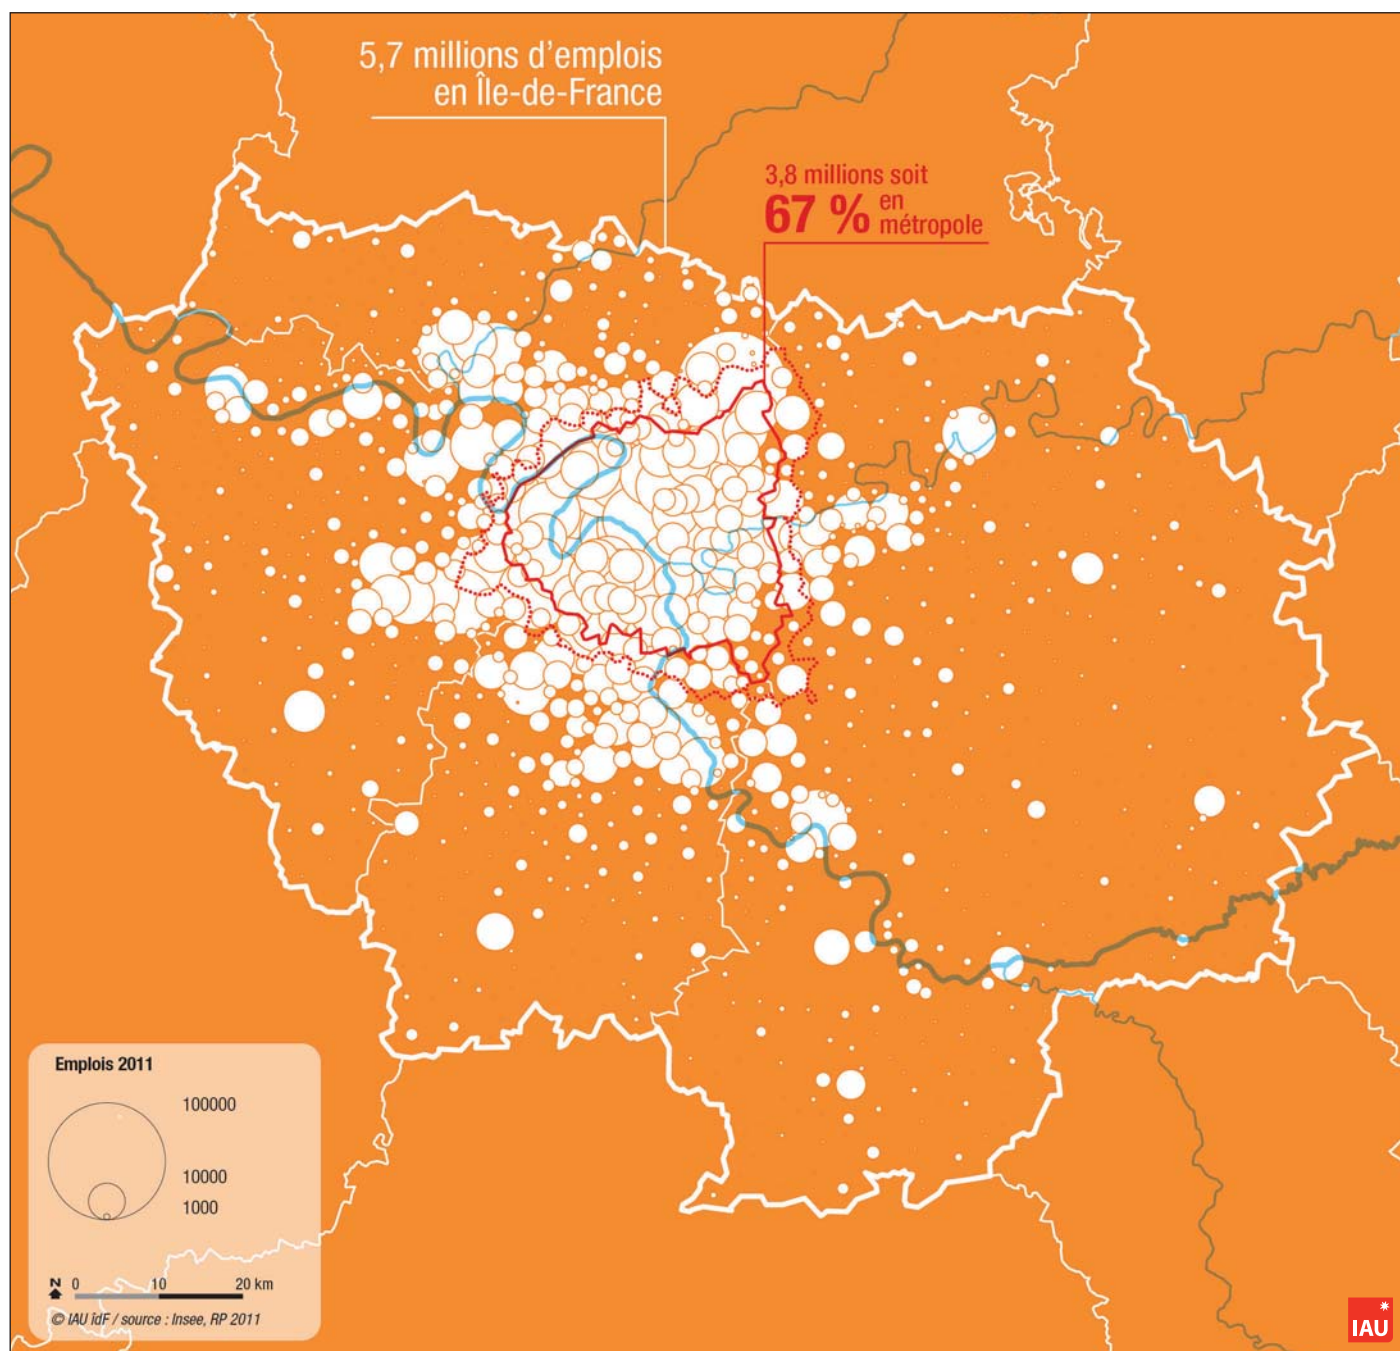 5,7 millions d'emplois
en Île-de-France
3,8 millions soit
67 % en
métropole
Emplois 2011
100000
10000
1000
N 0 10 20 km
© IAU îdF / source : Insee, RP 2011
IAU